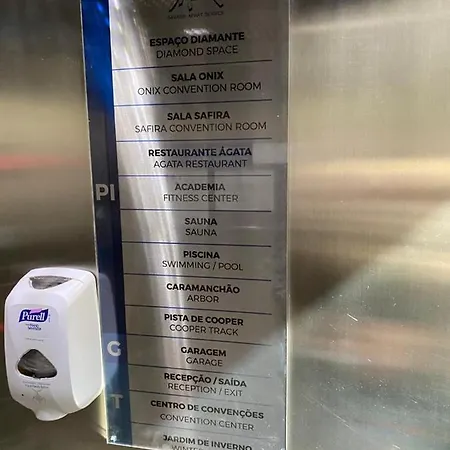 ESPAÇO DIAMANTE
DIAMOND SPACE
SALA ONIX
ONIX CONVENTION ROOM
SALA SAFIRA
SAFIRA CONVENTION ROOM
RESTAURANTE ÁGATA
AGATA RESTAURANT
PI
ACADEMIA
FITNESS CENTER
SAUNA
SAUNA
PISCINA
SWIMMING / POOL
CARAMANCHÃO
ARBOR
PISTA DE COOPER
COOPER TRACK
G
GARAGEM
GARAGE
RECEPÇÃO / SAÍDA
RECEPTION / EXIT
T
CENTRO DE CONVENÇÕES
CONVENTION CENTER
JARDIM DE INVERNO
PURELL